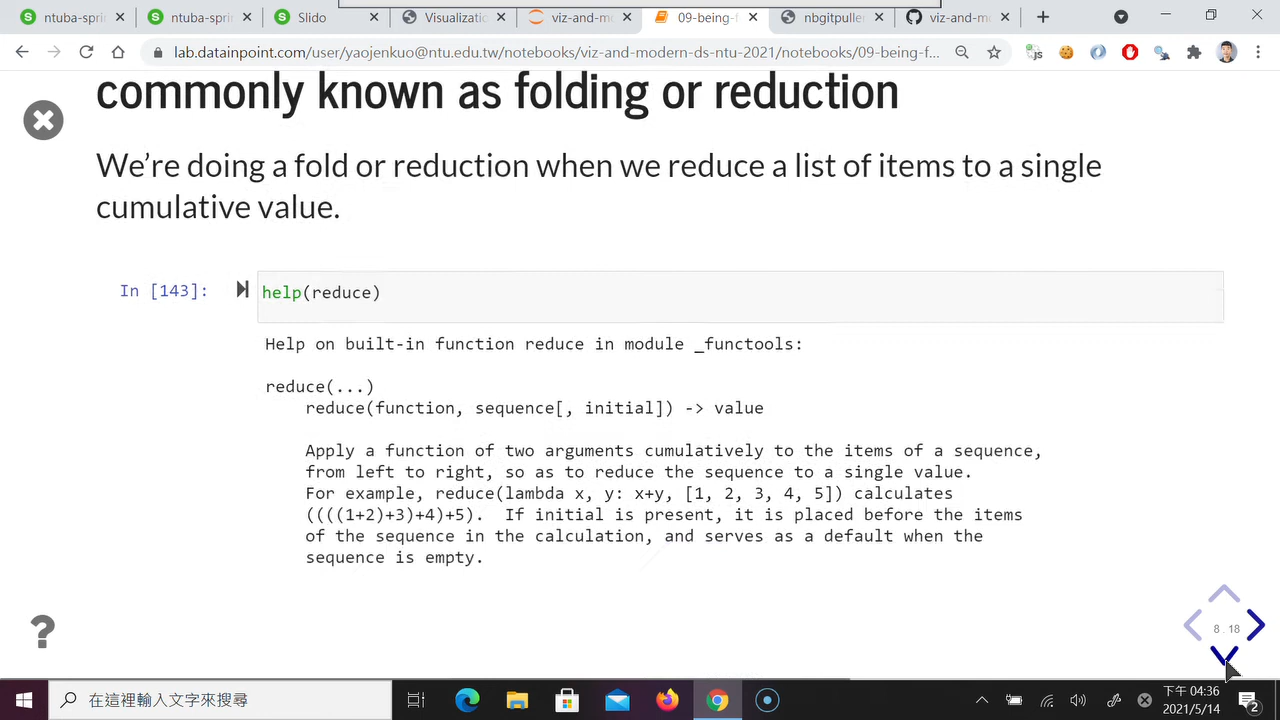 ntuba-spri
ntuba-spri
Slido
Visualizati
viz-and-mo
09-being-f
nbgitpulle
viz-and-mo
lab.datainpoint.com/user/yaojenkuo@ntu.edu.tw/notebooks/viz-and-modern-ds-ntu-2021/notebooks/09-being-f...
commonly known as folding or reduction
We’re doing a fold or reduction when we reduce a list of items to a single
cumulative value.
In [143]:
help(reduce)
Help on built-in function reduce in module _functools:
reduce(...)
reduce(function, sequence[, initial]) -> value
Apply a function of two arguments cumulatively to the items of a sequence,
from left to right, so as to reduce the sequence to a single value.
For example, reduce(lambda x, y: x+y, [1, 2, 3, 4, 5]) calculates
((((1+2)+3)+4)+5). If initial is present, it is placed before the items
of the sequence in the calculation, and serves as a default when the
sequence is empty.
8 . 18
?
在這裡輸入文字來搜尋
下午 04:36
2021/5/14
2